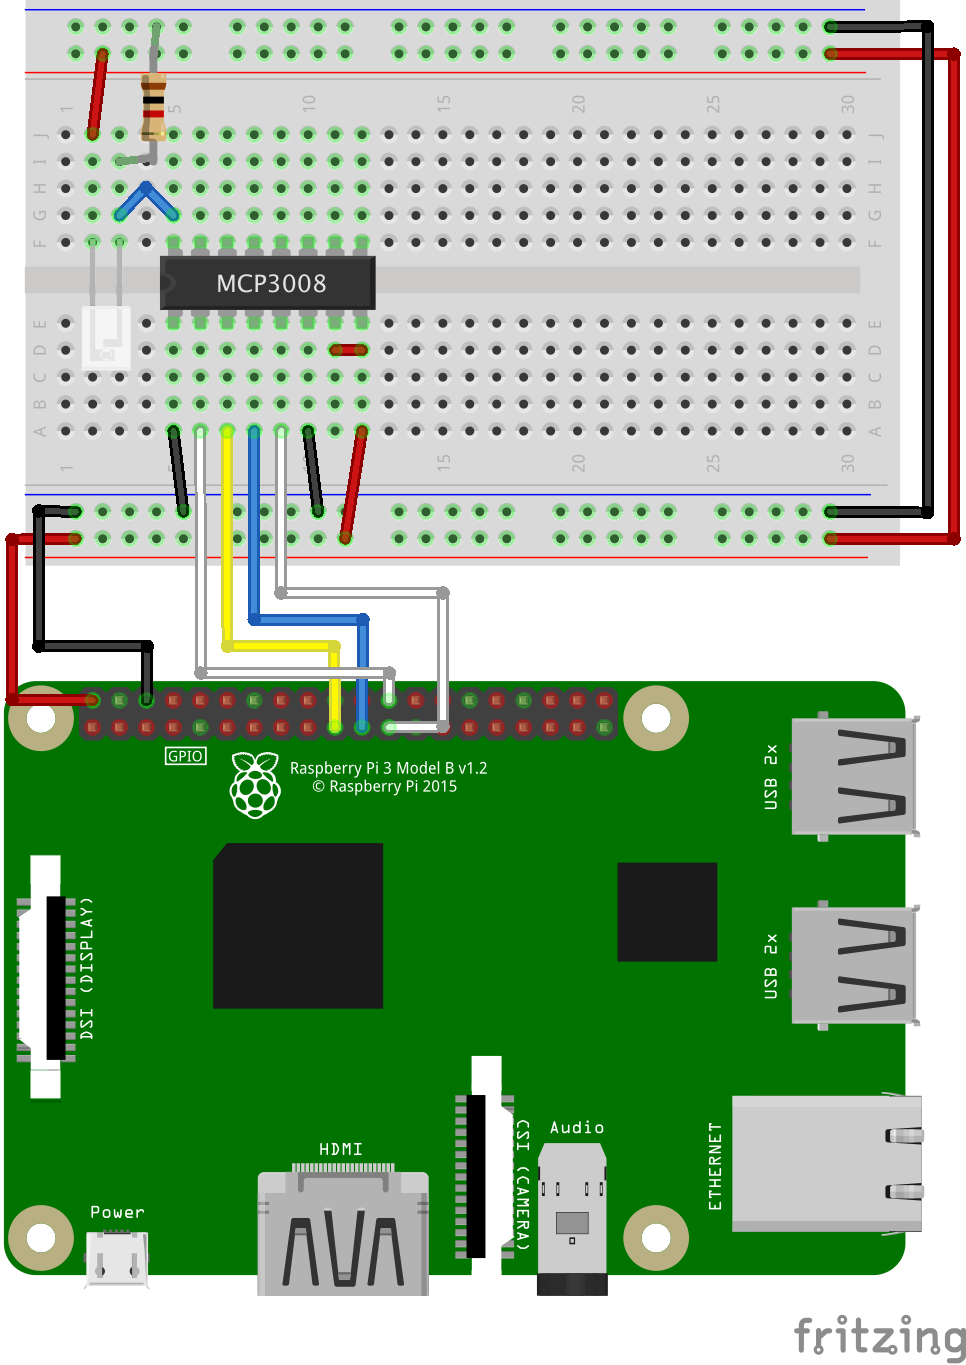 1 5 10 15 20 25 30
J J
I I
H H
G G
F F
MCP3008
E E
D D
C C
B B
A A
1 10 15 20 25 30
GPIO
Raspberry Pi 3 Model B v1.2
© Raspberry Pi 2015
USB 2x
DSI (DISPLAY)
USB 2x
HDMI
CSI (CAMERA)
Audio
ETHERNET
Power
fritzing